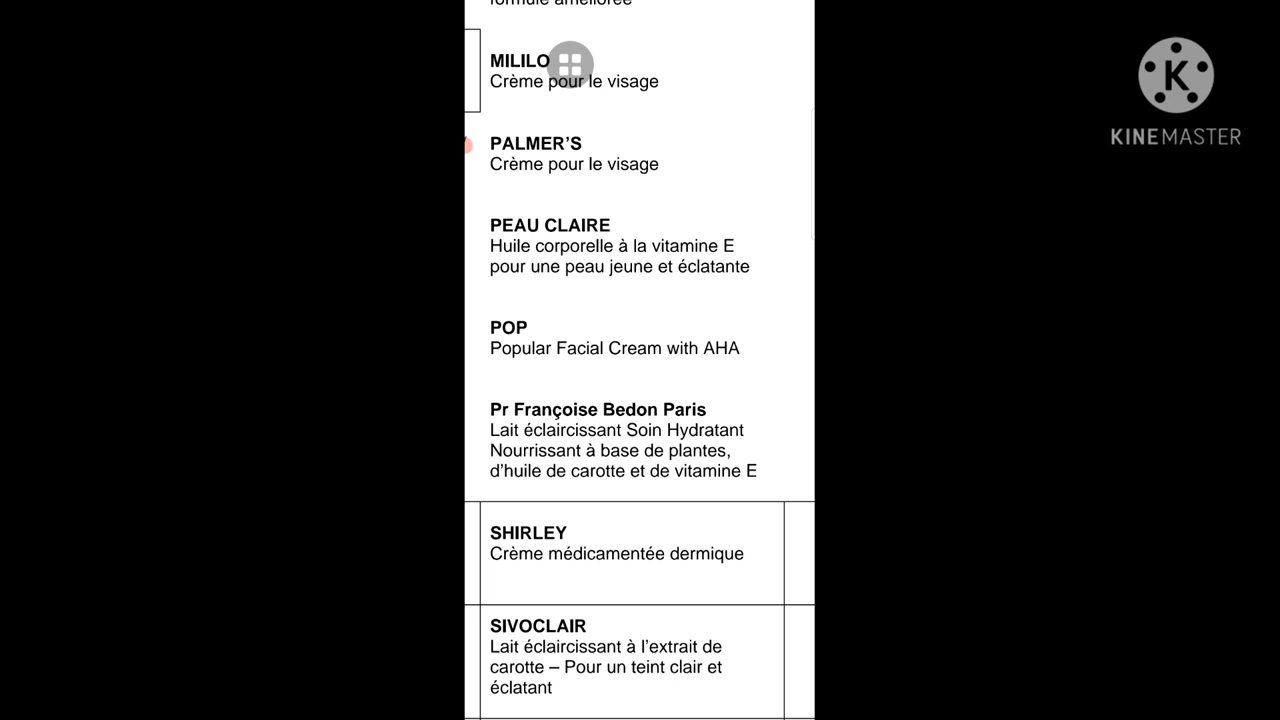 formule améliorée
MILILO
Crème pour le visage
PALMER'S
Crème pour le visage
PEAU CLAIRE
Huile corporelle à la vitamine E
pour une peau jeune et éclatante
POP
Popular Facial Cream with AHA
Pr Françoise Bedon Paris
Lait éclaircissant Soin Hydratant
Nourrissant à base de plantes,
d'huile de carotte et de vitamine E
SHIRLEY
Crème médicamentée dermique
SIVOCLAIR
Lait éclaircissant à l'extrait de
carotte – Pour un teint clair et
éclatant
K
KINEMASTER